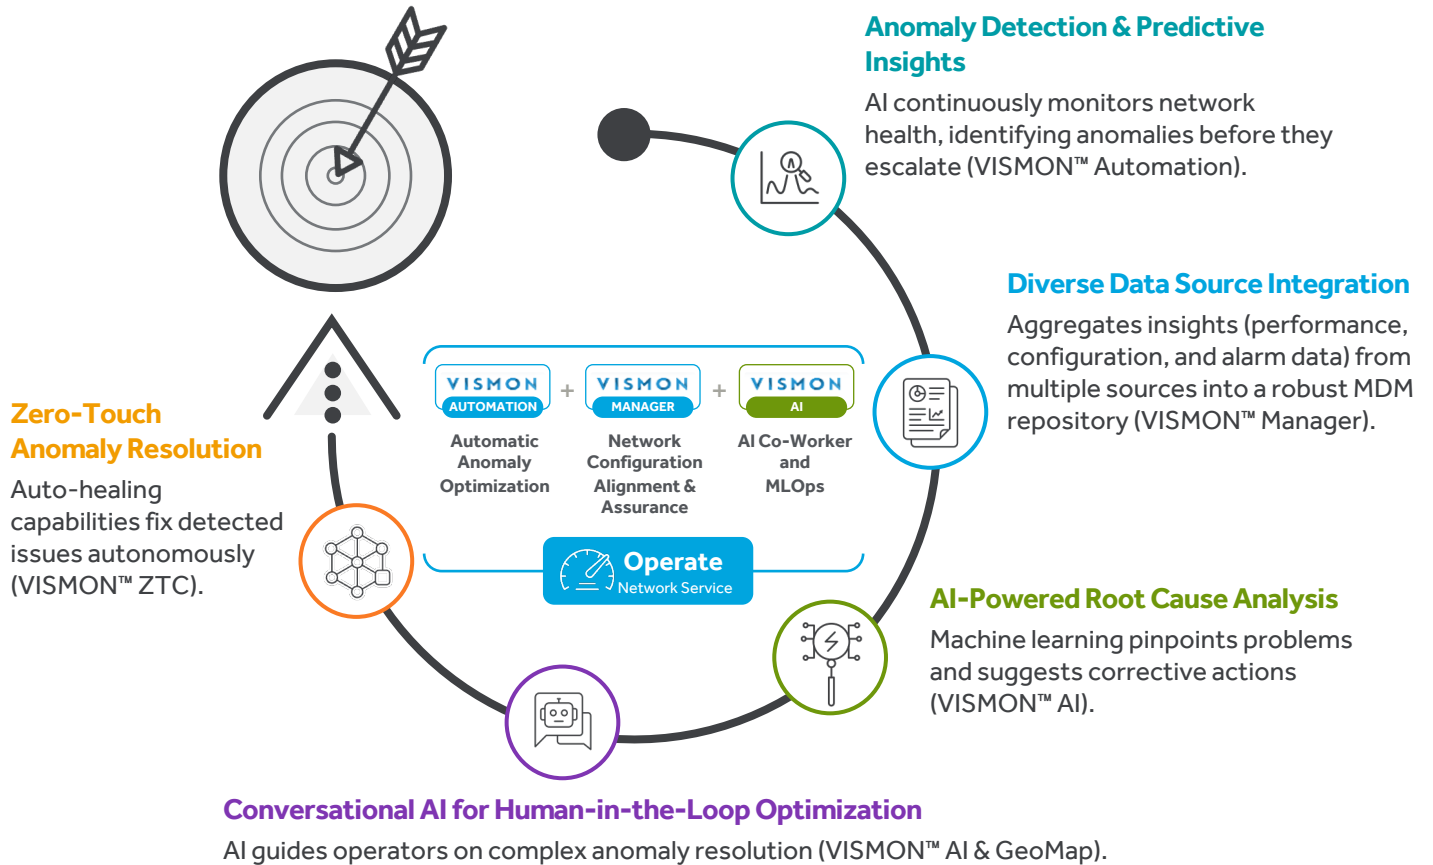 Anomaly Detection & Predictive
Insights
AI continuously monitors network
health, identifying anomalies before they
escalate (VISMON™ Automation).
Diverse Data Source Integration
Aggregates insights (performance,
configuration, and alarm data) from
multiple sources into a robust MDM
repository (VISMON™ Manager).
VISMON
AUTOMATION
+
VISMON
MANAGER
+
VISMON
AI
Automatic
Anomaly
Optimization
Network
Configuration
Alignment &
Assurance
AI Co-Worker
and
MLOps
Operate
Network Service
Zero-Touch
Anomaly Resolution
Auto-healing
capabilities fix detected
issues autonomously
(VISMON™ ZTC).
AI-Powered Root Cause Analysis
Machine learning pinpoints problems
and suggests corrective actions
(VISMON™ AI).
Conversational AI for Human-in-the-Loop Optimization
AI guides operators on complex anomaly resolution (VISMON™ AI & GeoMap).